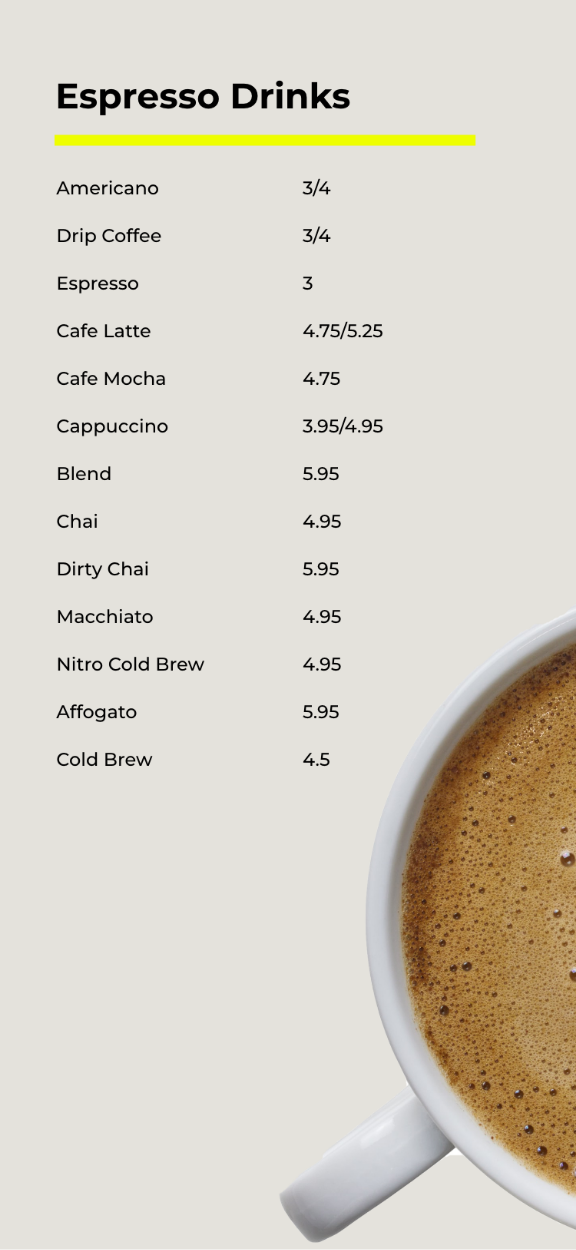 Espresso Drinks
Americano 3/4
Drip Coffee 3/4
Espresso 3
Cafe Latte 4.75/5.25
Cafe Mocha 4.75
Cappuccino 3.95/4.95
Blend 5.95
Chai 4.95
Dirty Chai 5.95
Macchiato 4.95
Nitro Cold Brew 4.95
Affogato 5.95
Cold Brew 4.5